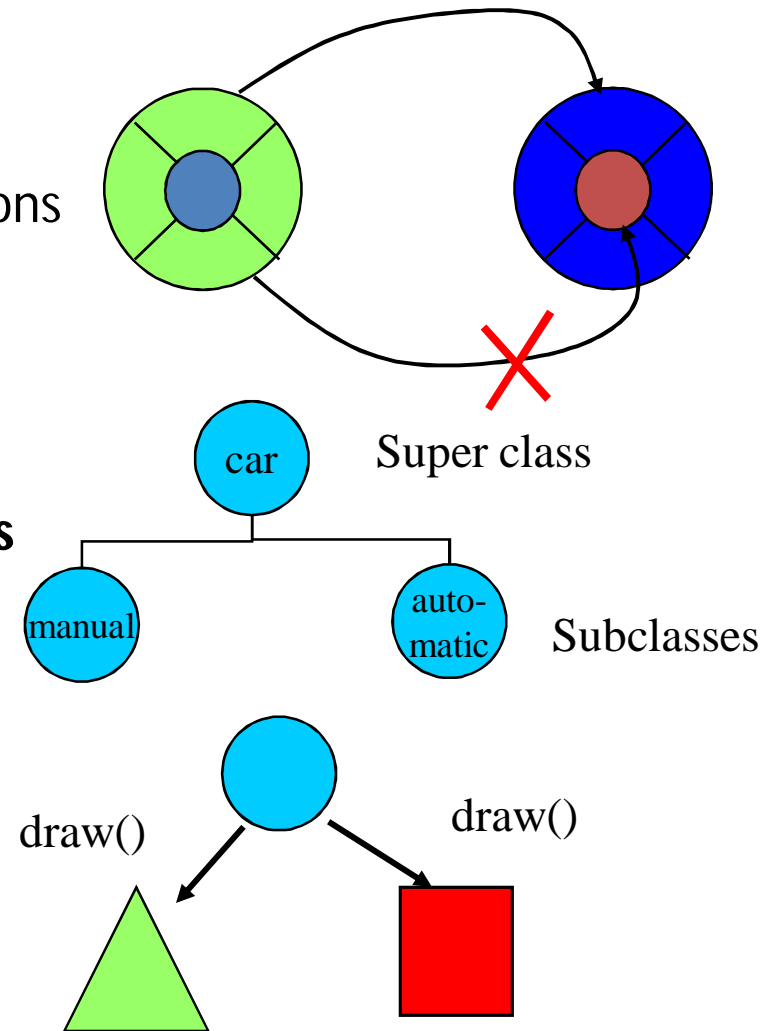 ons
car
Super class
s
manual
auto-
matic
Subclasses
draw()
draw()